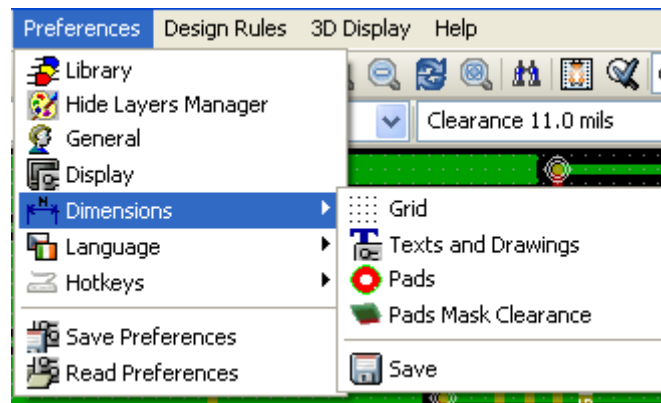 Preferences Design Rules 3D Display Help
Library
Hide Layers Manager
Clearance 11.0 mils
General
Display
Dimensions
Grid
Language
Texts and Drawings
Hotkeys
Pads
Pads Mask Clearance
Save Preferences
Save
Read Preferences